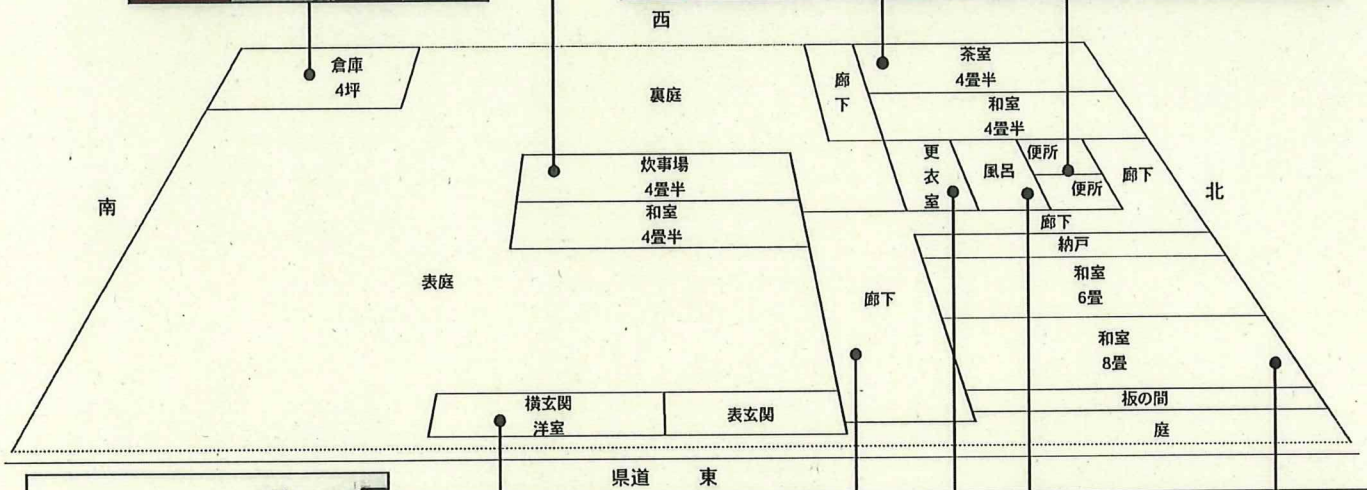 西
倉庫
4坪
裏庭
廊
下
茶室
4畳半
和室
4畳半
更
衣
室
風呂
便所
便所
廊下
北
南
炊事場
4畳半
和室
4畳半
廊下
納戸
和室
6畳
表庭
廊下
和室
8畳
板の間
庭
横玄関
洋室
表玄関
県道 東